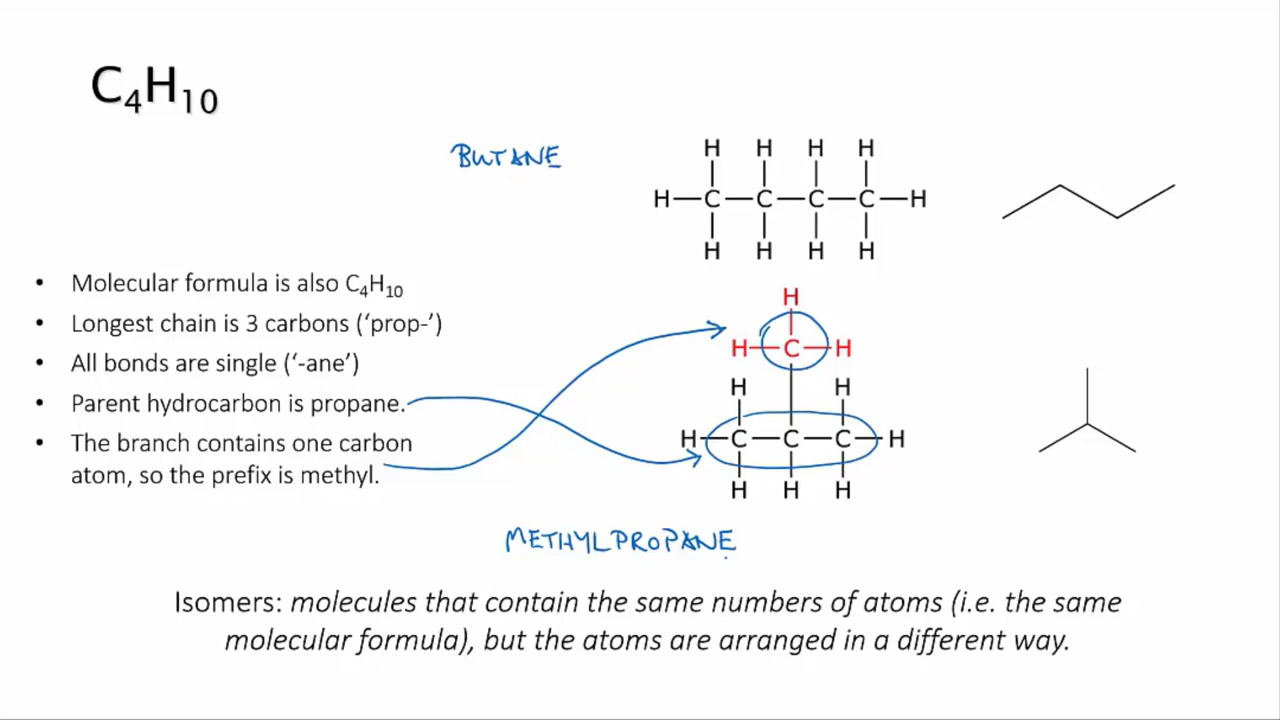 C₄H₁₀
BUTANE
H H H H
H—C—C—C—C—H
H H H H
• Molecular formula is also C₄H₁₀
• Longest chain is 3 carbons (‘prop-’)
• All bonds are single (‘-ane’)
• Parent hydrocarbon is propane.
• The branch contains one carbon
atom, so the prefix is methyl.
H
H—C—H
H H
H—C—C—C—H
H H H
METHYLPROPANE
Isomers: molecules that contain the same numbers of atoms (i.e. the same
molecular formula), but the atoms are arranged in a different way.